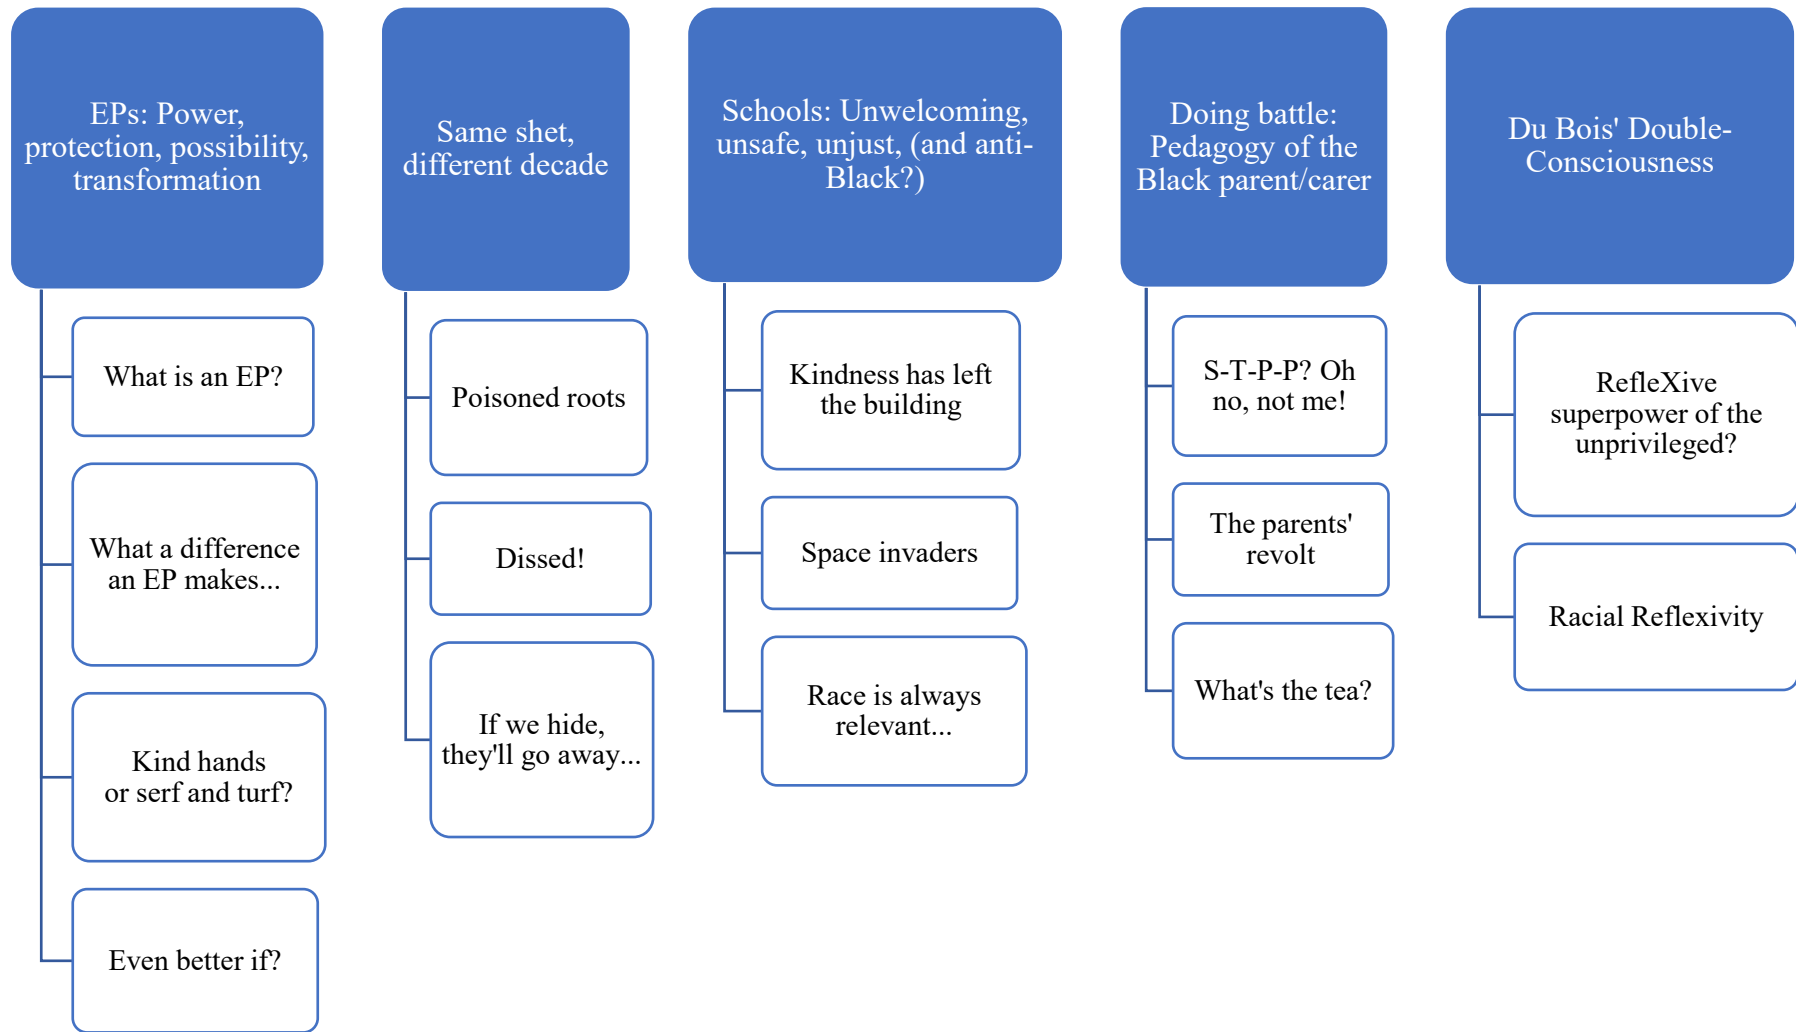 EPs: Power,
protection, possibility,
transformation
What is an EP?
What a difference
an EP makes...
Kind hands
or serf and turf?
Even better if?
Same shet,
different decade
Poisoned roots
Dissed!
If we hide,
they'll go away...
Schools: Unwelcoming,
unsafe, unjust, (and anti-
Black?)
Kindness has left
the building
Space invaders
Race is always
relevant...
Doing battle:
Pedagogy of the
Black parent/carer
S-T-P-P? Oh
no, not me!
The parents'
revolt
What's the tea?
Du Bois' Double-
Consciousness
RefleXive
superpower of the
unprivileged?
Racial Reflexivity